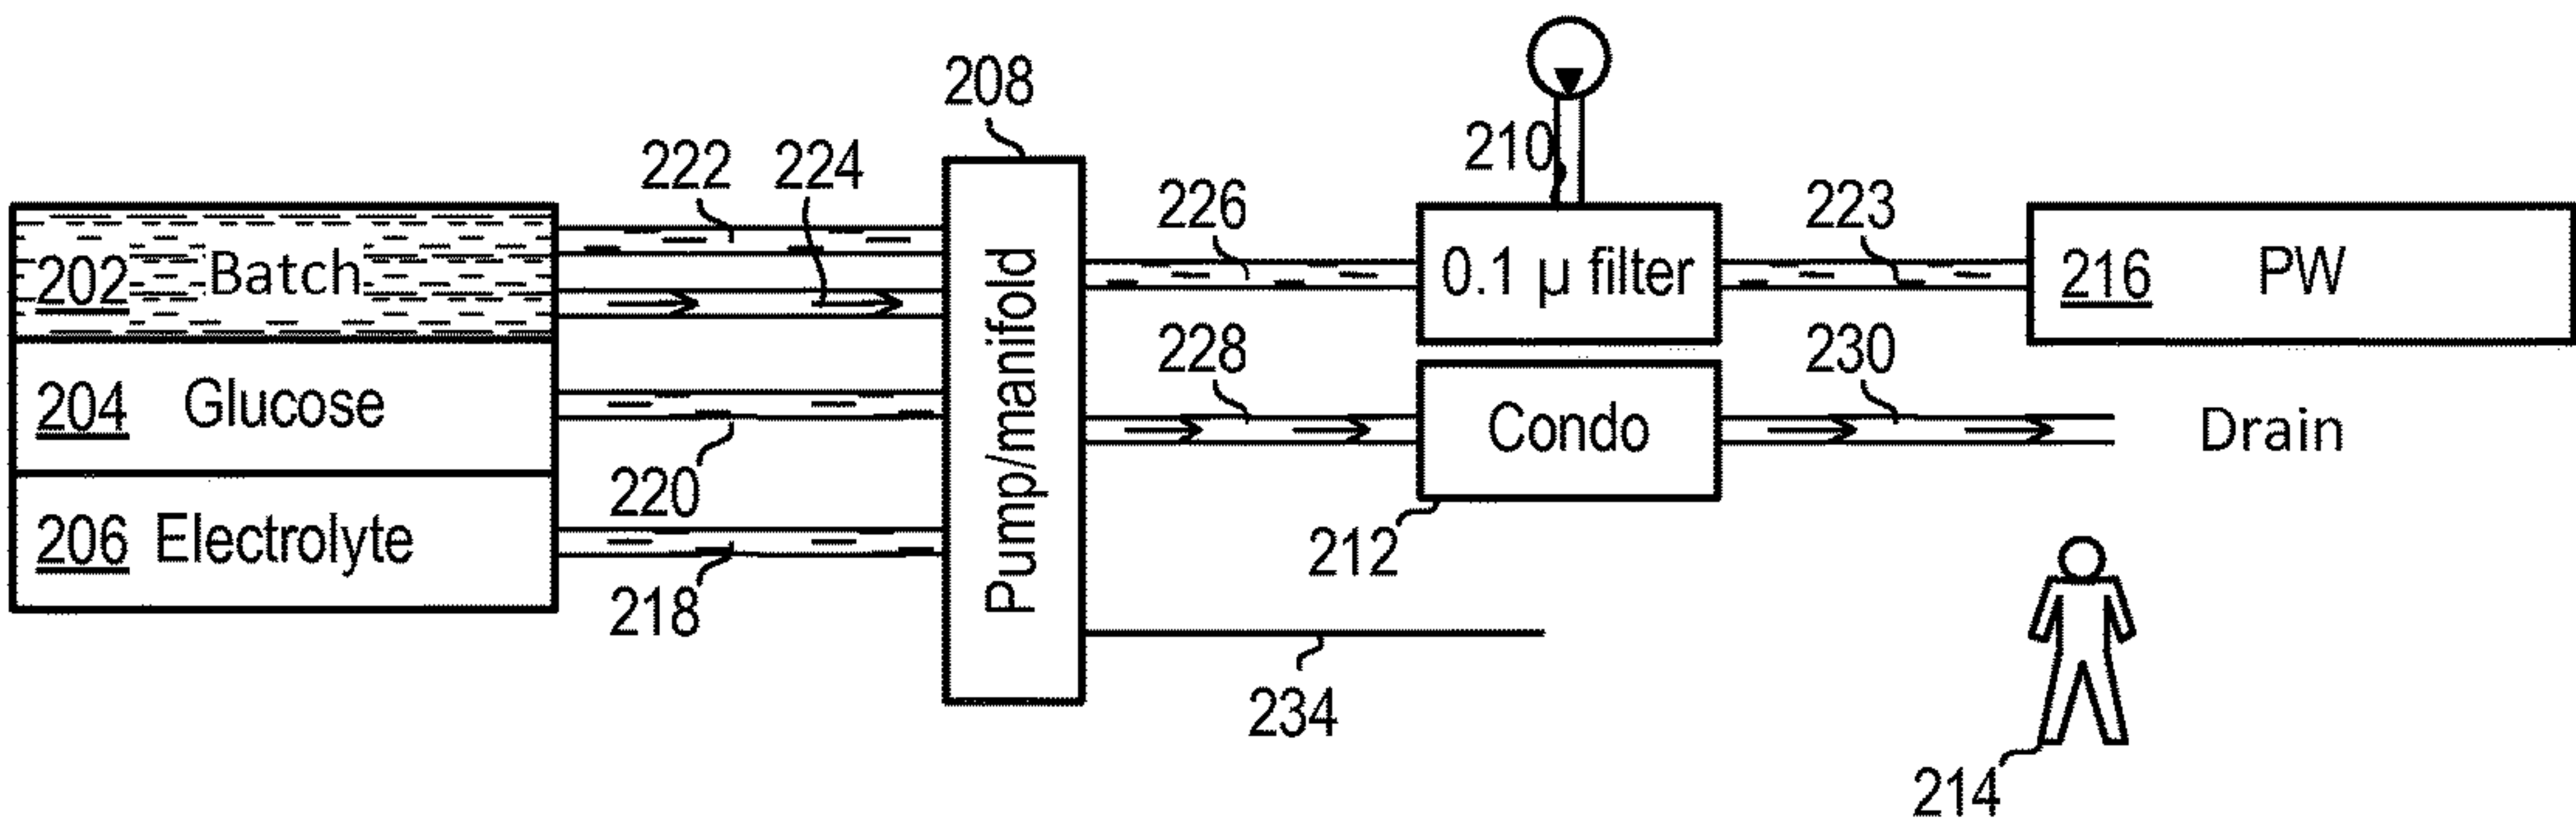 208
210
222 224
226
223
202 Batch
0.1 µ filter
216 PW
Pump/manifold
228
230
204 Glucose
Condo
Drain
220
206 Electrolyte
212
218
234
214